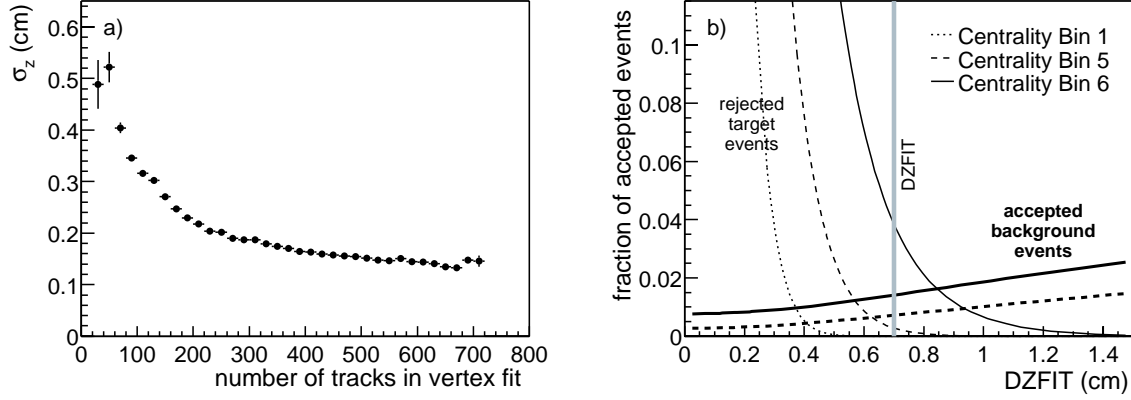 a)
σz (cm)
0.6
0.5
0.4
0.3
0.2
0.1
0
0 100 200 300 400 500 600 700 800
number of tracks in vertex fit
b)
fraction of accepted events
0.1
0.08
0.06
0.04
0.02
0
0 0.2 0.4 0.6 0.8 1 1.2 1.4
DZFIT (cm)
Centrality Bin 1
Centrality Bin 5
Centrality Bin 6
rejected
target
events
DZFIT
accepted
background
events